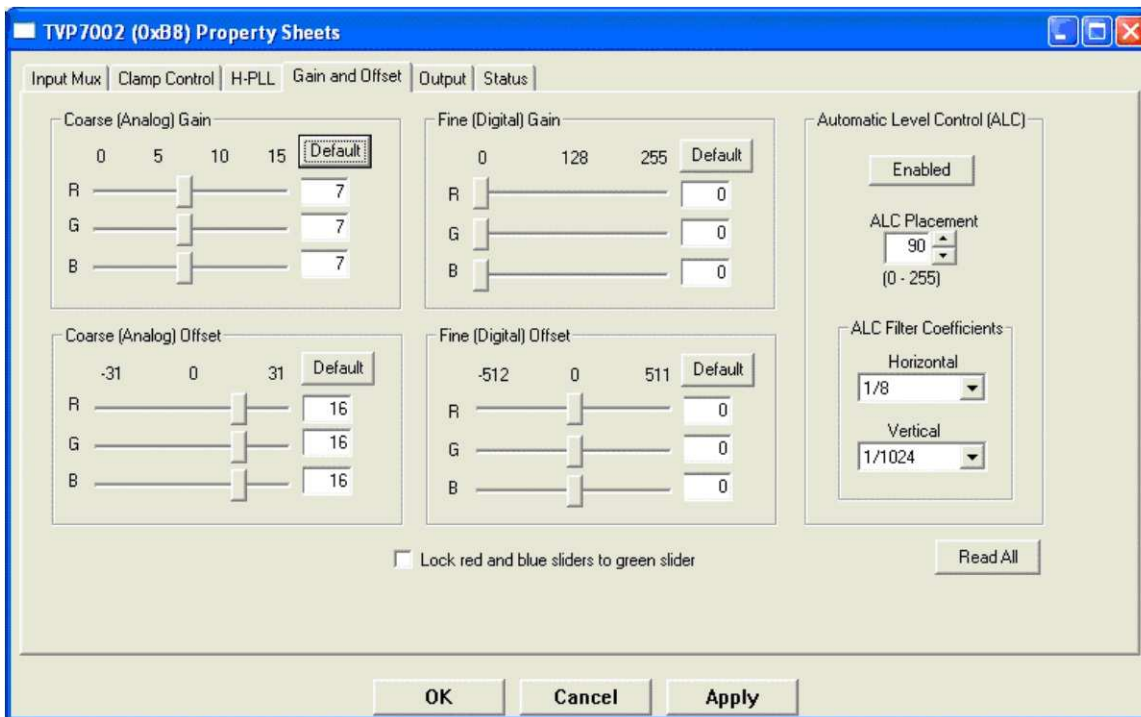 TVP7002 (0xB8) Property Sheets
Input Mux Clamp Control H-PLL Gain and Offset Output Status
Coarse (Analog) Gain
0 5 10 15 Default
R 7
G 7
B 7
Fine (Digital) Gain
0 128 255 Default
R 0
G 0
B 0
Coarse (Analog) Offset
-31 0 31 Default
R 16
G 16
B 16
Fine (Digital) Offset
-512 0 511 Default
R 0
G 0
B 0
Automatic Level Control (ALC)
Enabled
ALC Placement
90
(0 - 255)
ALC Filter Coefficients
Horizontal
1/8
Vertical
1/1024
Lock red and blue sliders to green slider
Read All
OK Cancel Apply